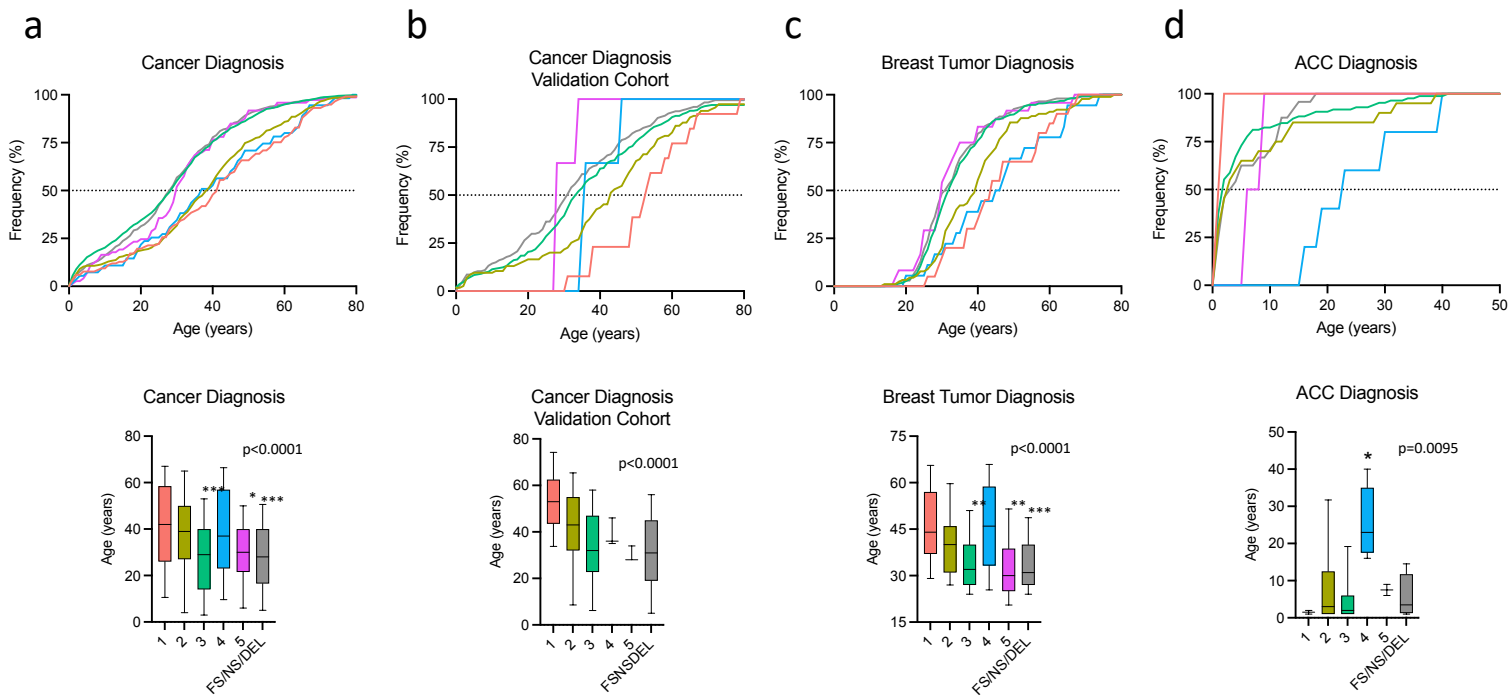 a
b
c
d
Cancer Diagnosis
Cancer Diagnosis
Validation Cohort
Breast Tumor Diagnosis
ACC Diagnosis
Frequency (%)
100
75
50
25
0
0 20 40 60 80
Age (years)
Frequency (%)
100
75
50
25
0
0 20 40 60 80
Age (years)
Frequency (%)
100
75
50
25
0
0 20 40 60 80
Age (years)
Frequency (%)
100
75
50
25
0
0 10 20 30 40 50
Age (years)
Cancer Diagnosis
p<0.0001
Age (years)
80
60
40
20
0
*** * ***
1 2 3 4 5 FS/NS/DEL
Cancer Diagnosis
Validation Cohort
p<0.0001
Age (years)
80
60
40
20
0
1 2 3 4 5 FSNSDEL
Breast Tumor Diagnosis
p<0.0001
Age (years)
75
60
45
30
15
** ** ***
1 2 3 4 5 FS/NS/DEL
ACC Diagnosis
p=0.0095
Age (years)
50
40
30
20
10
0
*
1 2 3 4 5 FS/NS/DEL